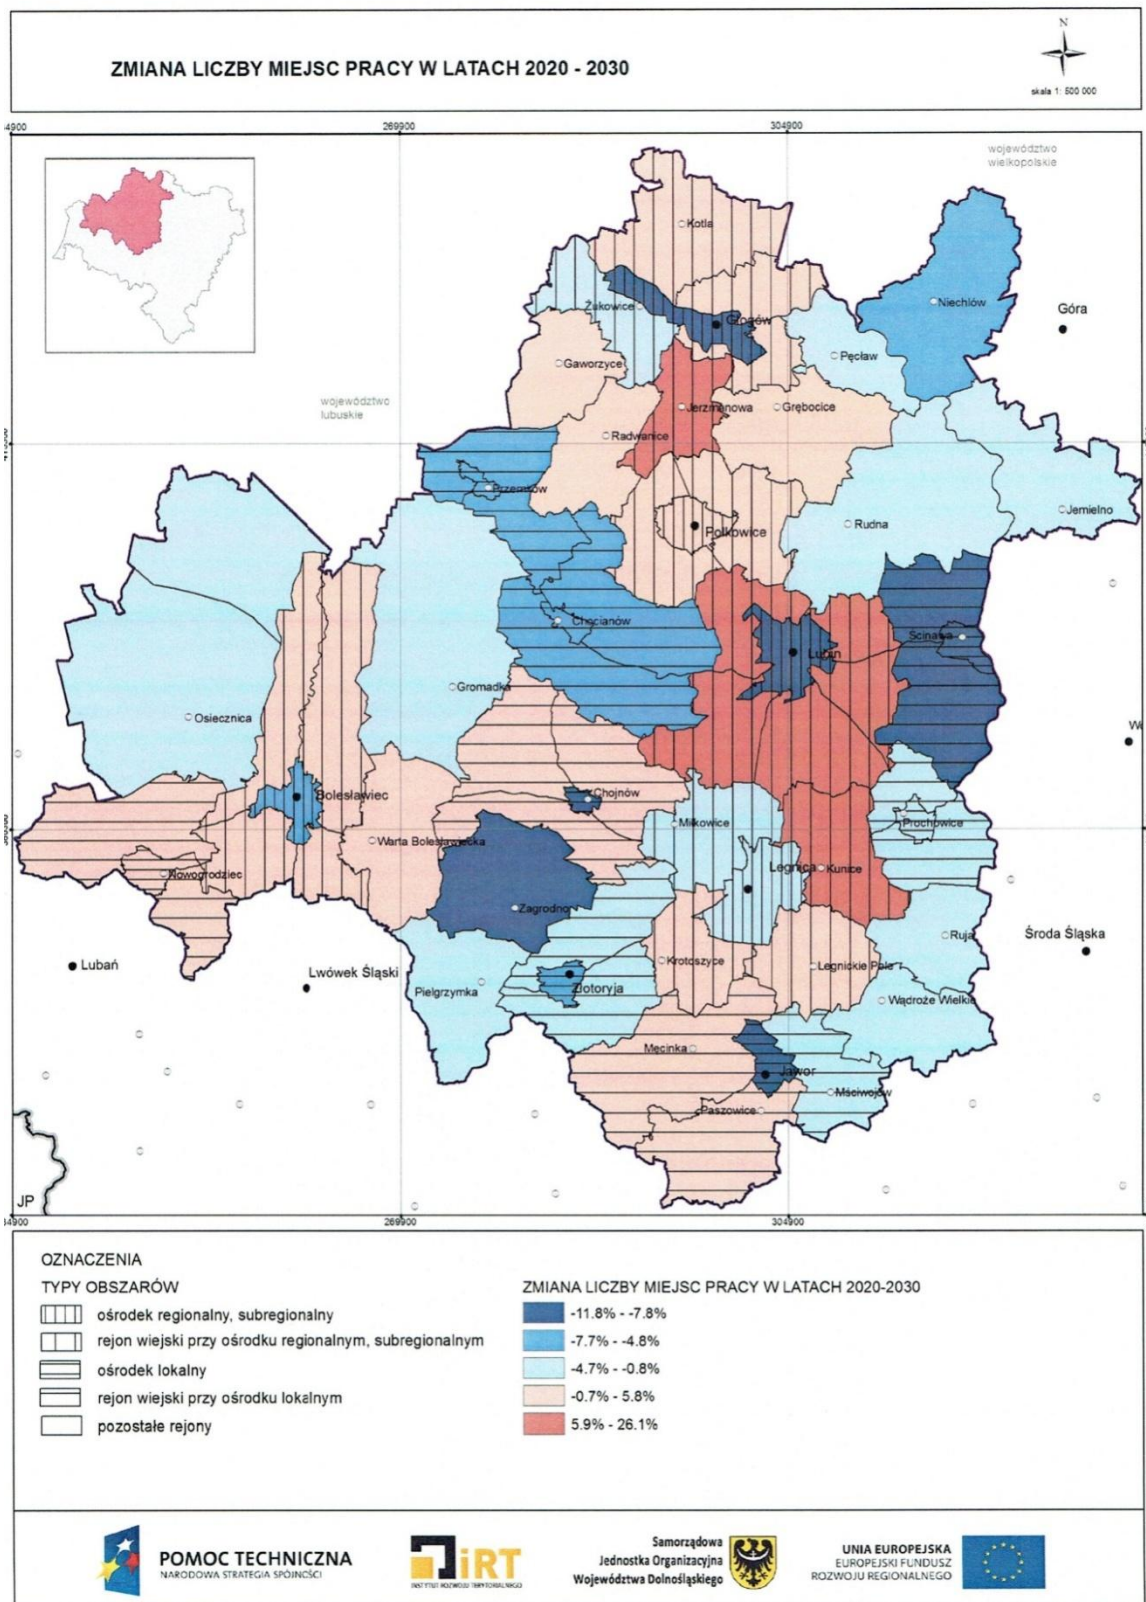 ZMIANA LICZBY MIEJSC PRACY W LATACH 2020 - 2030
N
skala 1: 500 000
269900
304900
województwo
wielkopolskie
Kotla
Żukowice
Głogów
Niechlów
Góra
Pęcław
Gaworzyce
województwo
lubuskie
Jerzmanowa
Grębocice
Radwanice
Przemków
Jemielno
Rudna
Polkowice
Chocianów
Ścinawa
Lubin
Gromadka
Osiecznica
Bolesławiec
Chojnów
Miłkowice
Prochowice
Warta Bolesławiecka
Legnica
Kunice
Nowogrodziec
Zagrodno
Ruja
Środa Śląska
Lubań
Lwówek Śląski
Krotoszyce
Legnickie Pole
Pielgrzymka
Złotoryja
Wądroże Wielkie
Męcinka
Jawor
Mściwojów
Paszowice
JP
34900
269900
304900
OZNACZENIA
TYPY OBSZARÓW
ośrodek regionalny, subregionalny
rejon wiejski przy ośrodku regionalnym, subregionalnym
ośrodek lokalny
rejon wiejski przy ośrodku lokalnym
pozostałe rejony
ZMIANA LICZBY MIEJSC PRACY W LATACH 2020-2030
-11.8% - -7.8%
-7.7% - -4.8%
-4.7% - -0.8%
-0.7% - 5.8%
5.9% - 26.1%
POMOC TECHNICZNA
NARODOWA STRATEGIA SPÓJNOŚCI
iRT
INSTYTUT ROZWOJU TERYTORIALNEGO
Samorządowa
Jednostka Organizacyjna
Województwa Dolnośląskiego
UNIA EUROPEJSKA
EUROPEJSKI FUNDUSZ
ROZWOJU REGIONALNEGO